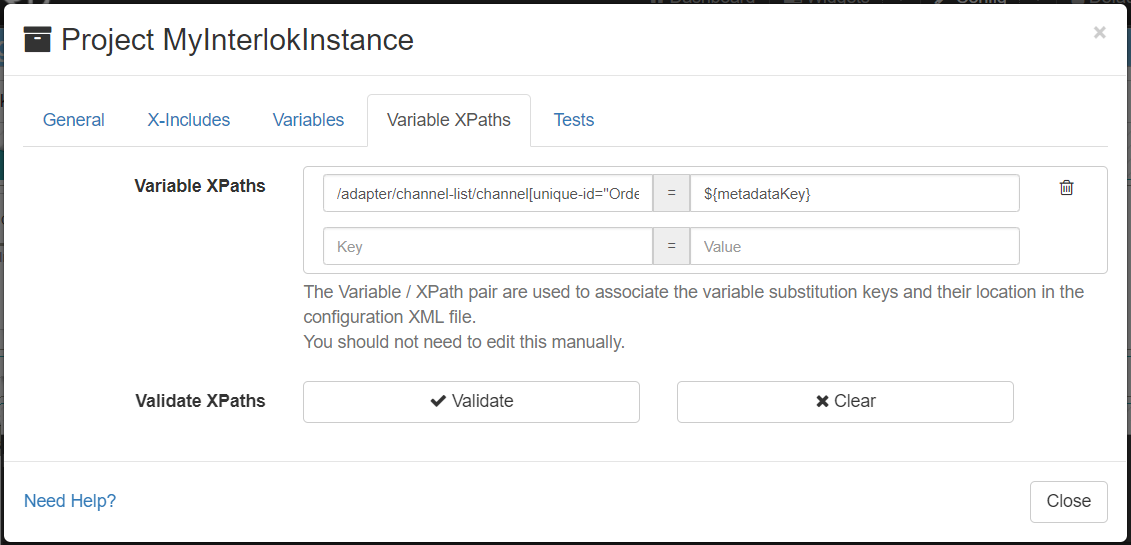 Project MyInterlokInstance
×
General X-Includes Variables Variable XPaths Tests
Variable XPaths
/adapter/channel-list/channel[unique-id="Orde = ${metadataKey}
Key = Value
The Variable / XPath pair are used to associate the variable substitution keys and their location in the
configuration XML file.
You should not need to edit this manually.
Validate XPaths Validate Clear
Need Help? Close